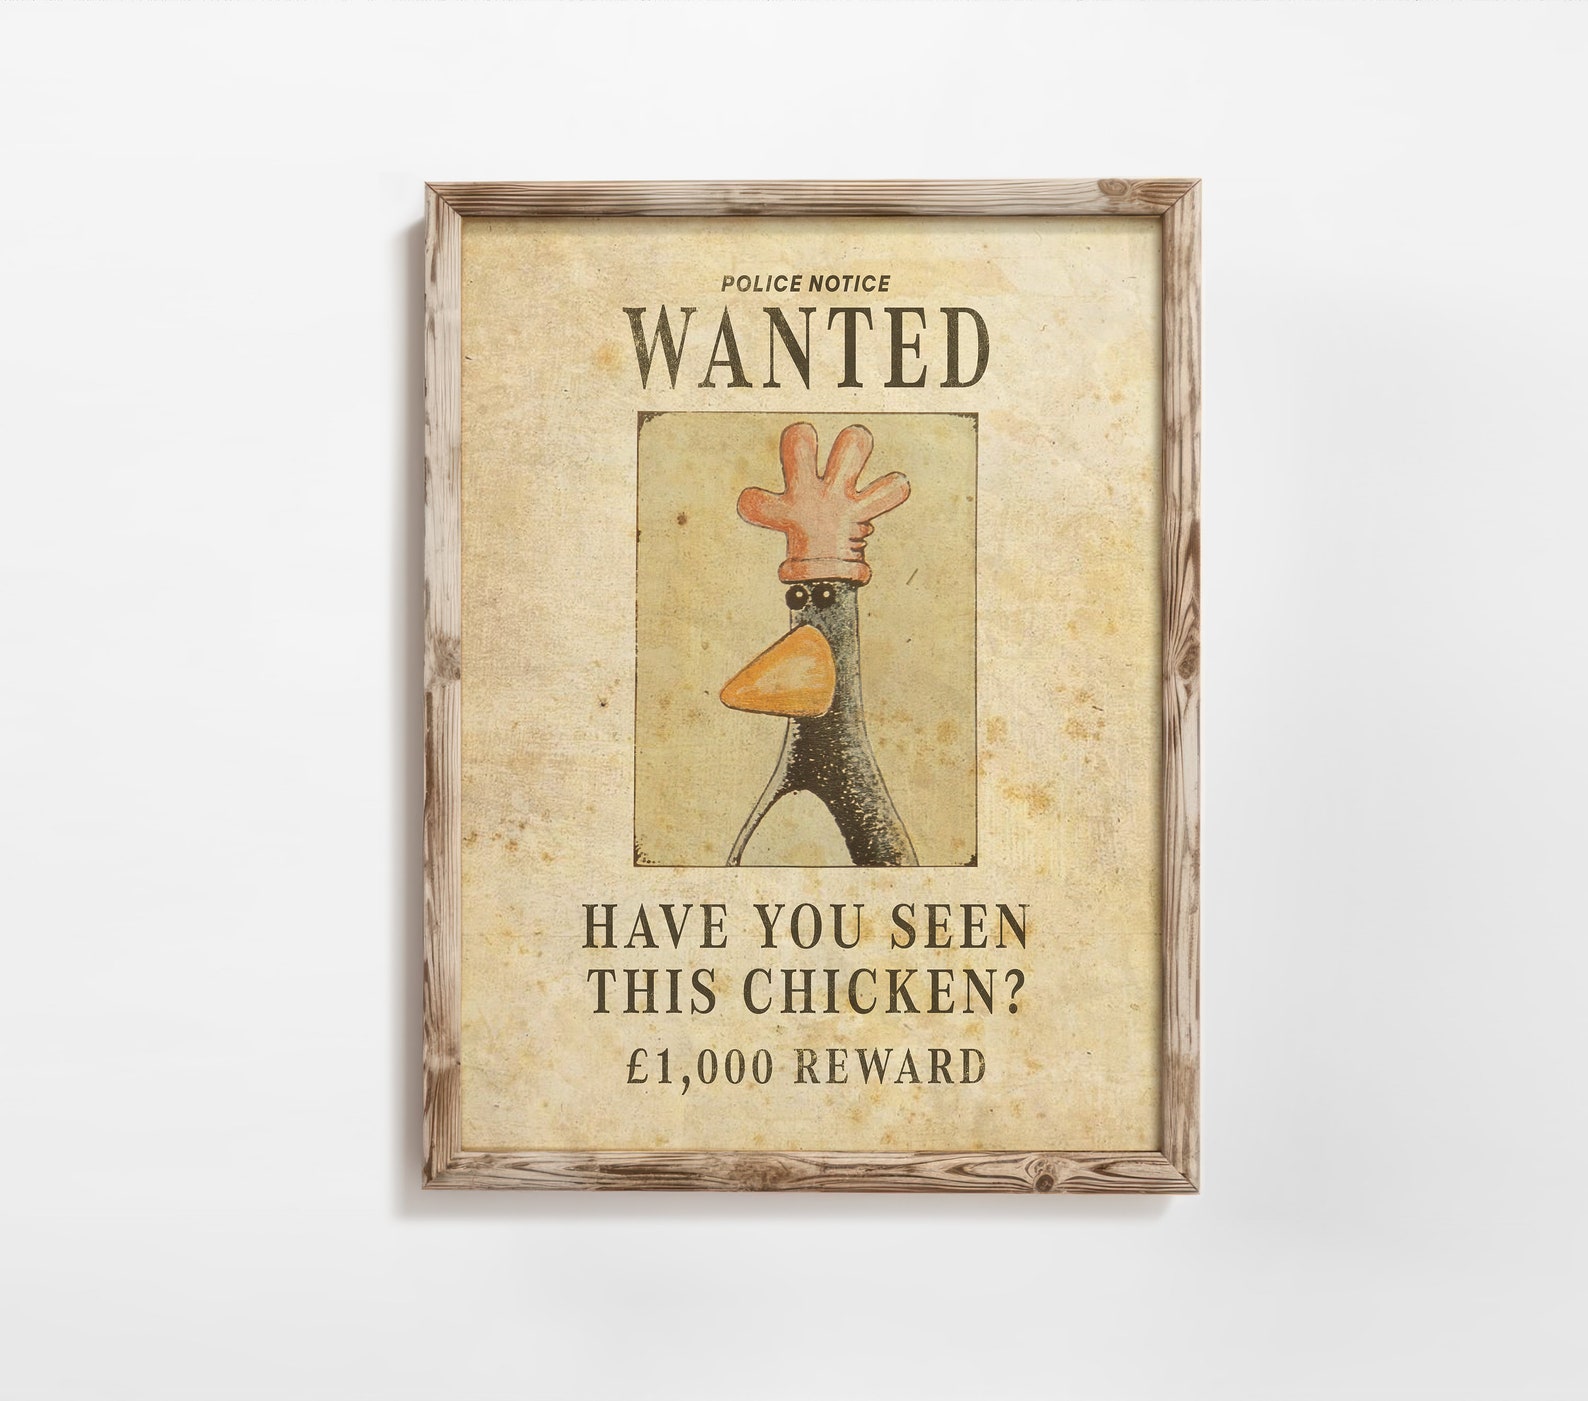 POLICE NOTICE
WANTED
HAVE YOU SEEN
THIS CHICKEN?
£1,000 REWARD